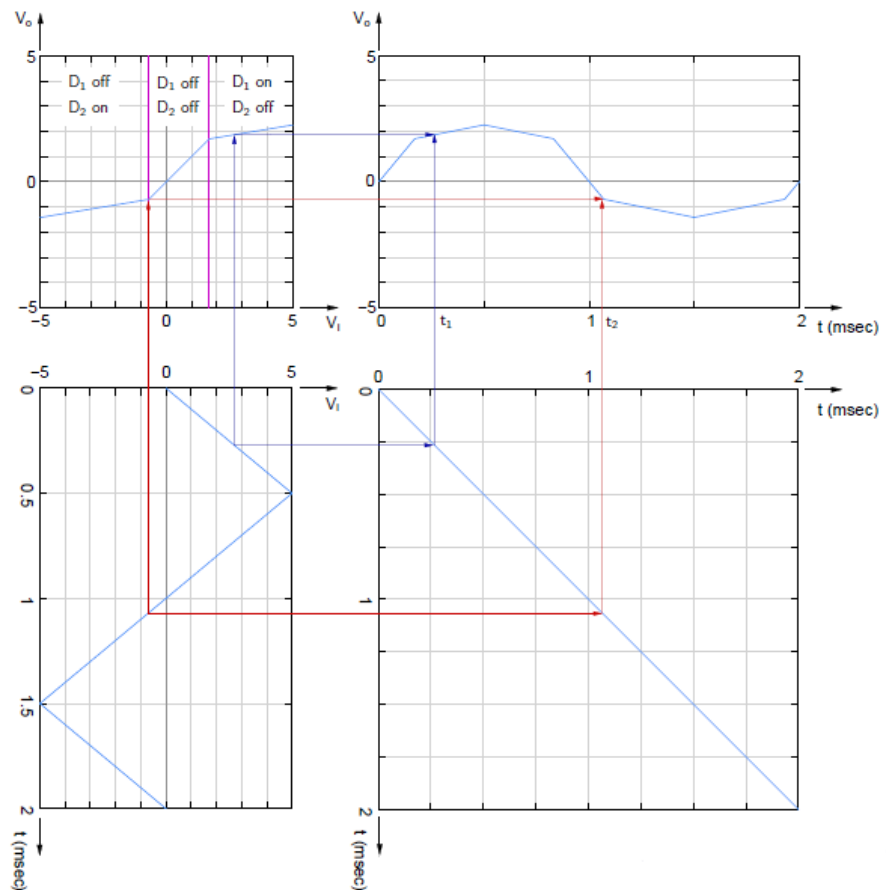 Vo
5
D1 off
D2 on
D1 off
D2 off
D1 on
D2 off
0
−5
−5 0 5
VI
Vo
5
0
−5
0 1 2
t1 t2
t (msec)
−5 0 5
VI
0
0.5
1
1.5
2
t (msec)
0 1 2
t (msec)
0
1
2
t (msec)